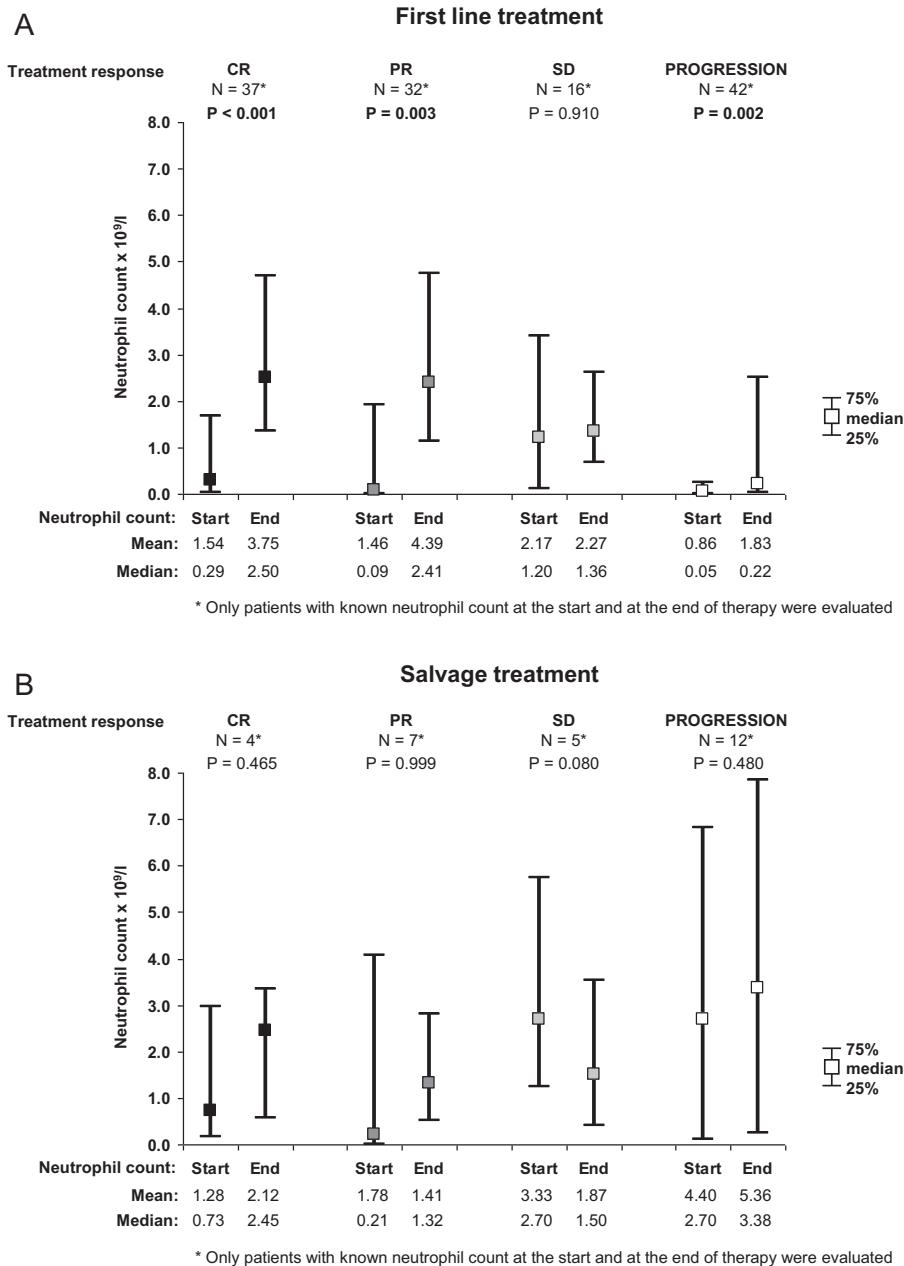 A
First line treatment
Treatment response CR PR SD PROGRESSION
N = 37* N = 32* N = 16* N = 42*
P < 0.001 P = 0.003 P = 0.910 P = 0.002
Neutrophil count x 10⁹/l
8.0
7.0
6.0
5.0
4.0
3.0
2.0
1.0
0.0
75%
median
25%
Neutrophil count: Start End Start End Start End Start End
Mean: 1.54 3.75 1.46 4.39 2.17 2.27 0.86 1.83
Median: 0.29 2.50 0.09 2.41 1.20 1.36 0.05 0.22
* Only patients with known neutrophil count at the start and at the end of therapy were evaluated
B
Salvage treatment
Treatment response CR PR SD PROGRESSION
N = 4* N = 7* N = 5* N = 12*
P = 0.465 P = 0.999 P = 0.080 P = 0.480
Neutrophil count x 10⁹/l
8.0
7.0
6.0
5.0
4.0
3.0
2.0
1.0
0.0
75%
median
25%
Neutrophil count: Start End Start End Start End Start End
Mean: 1.28 2.12 1.78 1.41 3.33 1.87 4.40 5.36
Median: 0.73 2.45 0.21 1.32 2.70 1.50 2.70 3.38
* Only patients with known neutrophil count at the start and at the end of therapy were evaluated